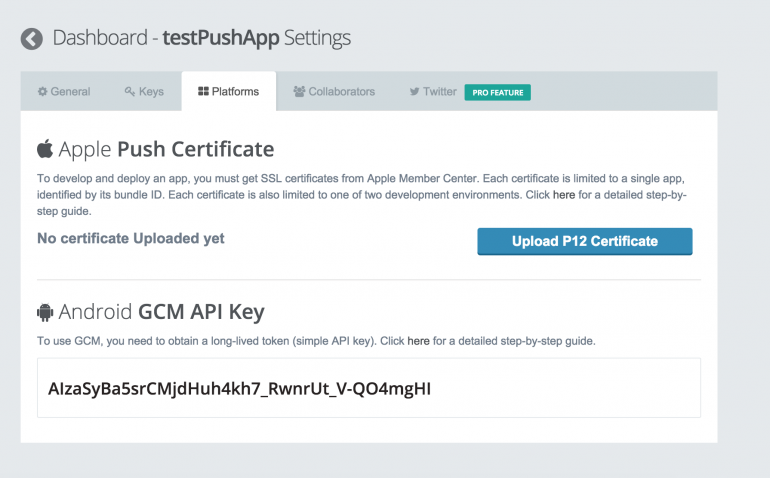 Dashboard - testPushApp Settings
General Keys Platforms Collaborators Twitter PRO FEATURE
Apple Push Certificate
To develop and deploy an app, you must get SSL certificates from Apple Member Center. Each certificate is limited to a single app,
identified by its bundle ID. Each certificate is also limited to one of two development environments. Click here for a detailed step-by-
step guide.
No certificate Uploaded yet
Upload P12 Certificate
Android GCM API Key
To use GCM, you need to obtain a long-lived token (simple API key). Click here for a detailed step-by-step guide.
AIzaSyBa5srCMjdHuh4kh7_RwnrUt_V-QO4mgHI